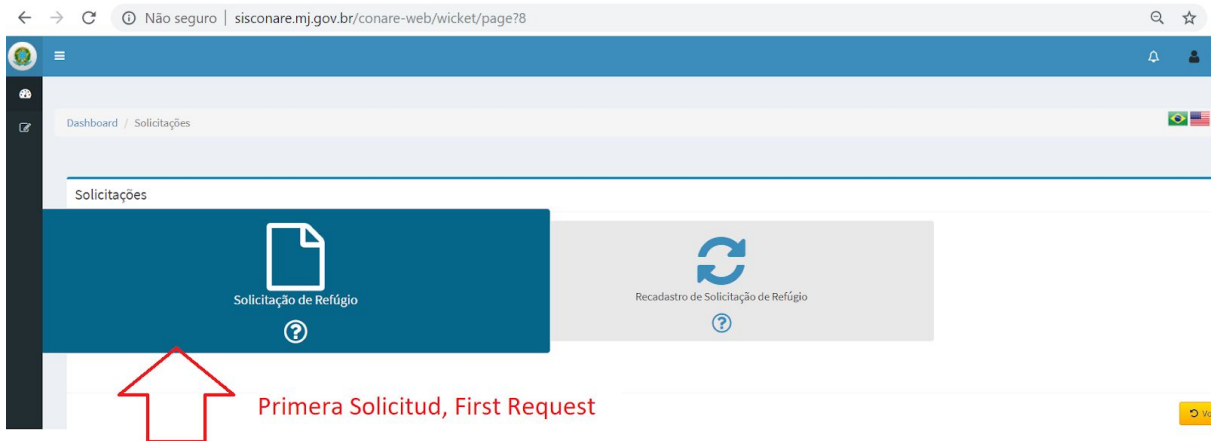 Não seguro | sisconare.mj.gov.br/conare-web/wicket/page?8
Dashboard / Solicitações
Solicitações
Solicitação de Refúgio
Recadastro de Solicitação de Refúgio
Primera Solicitud, First Request